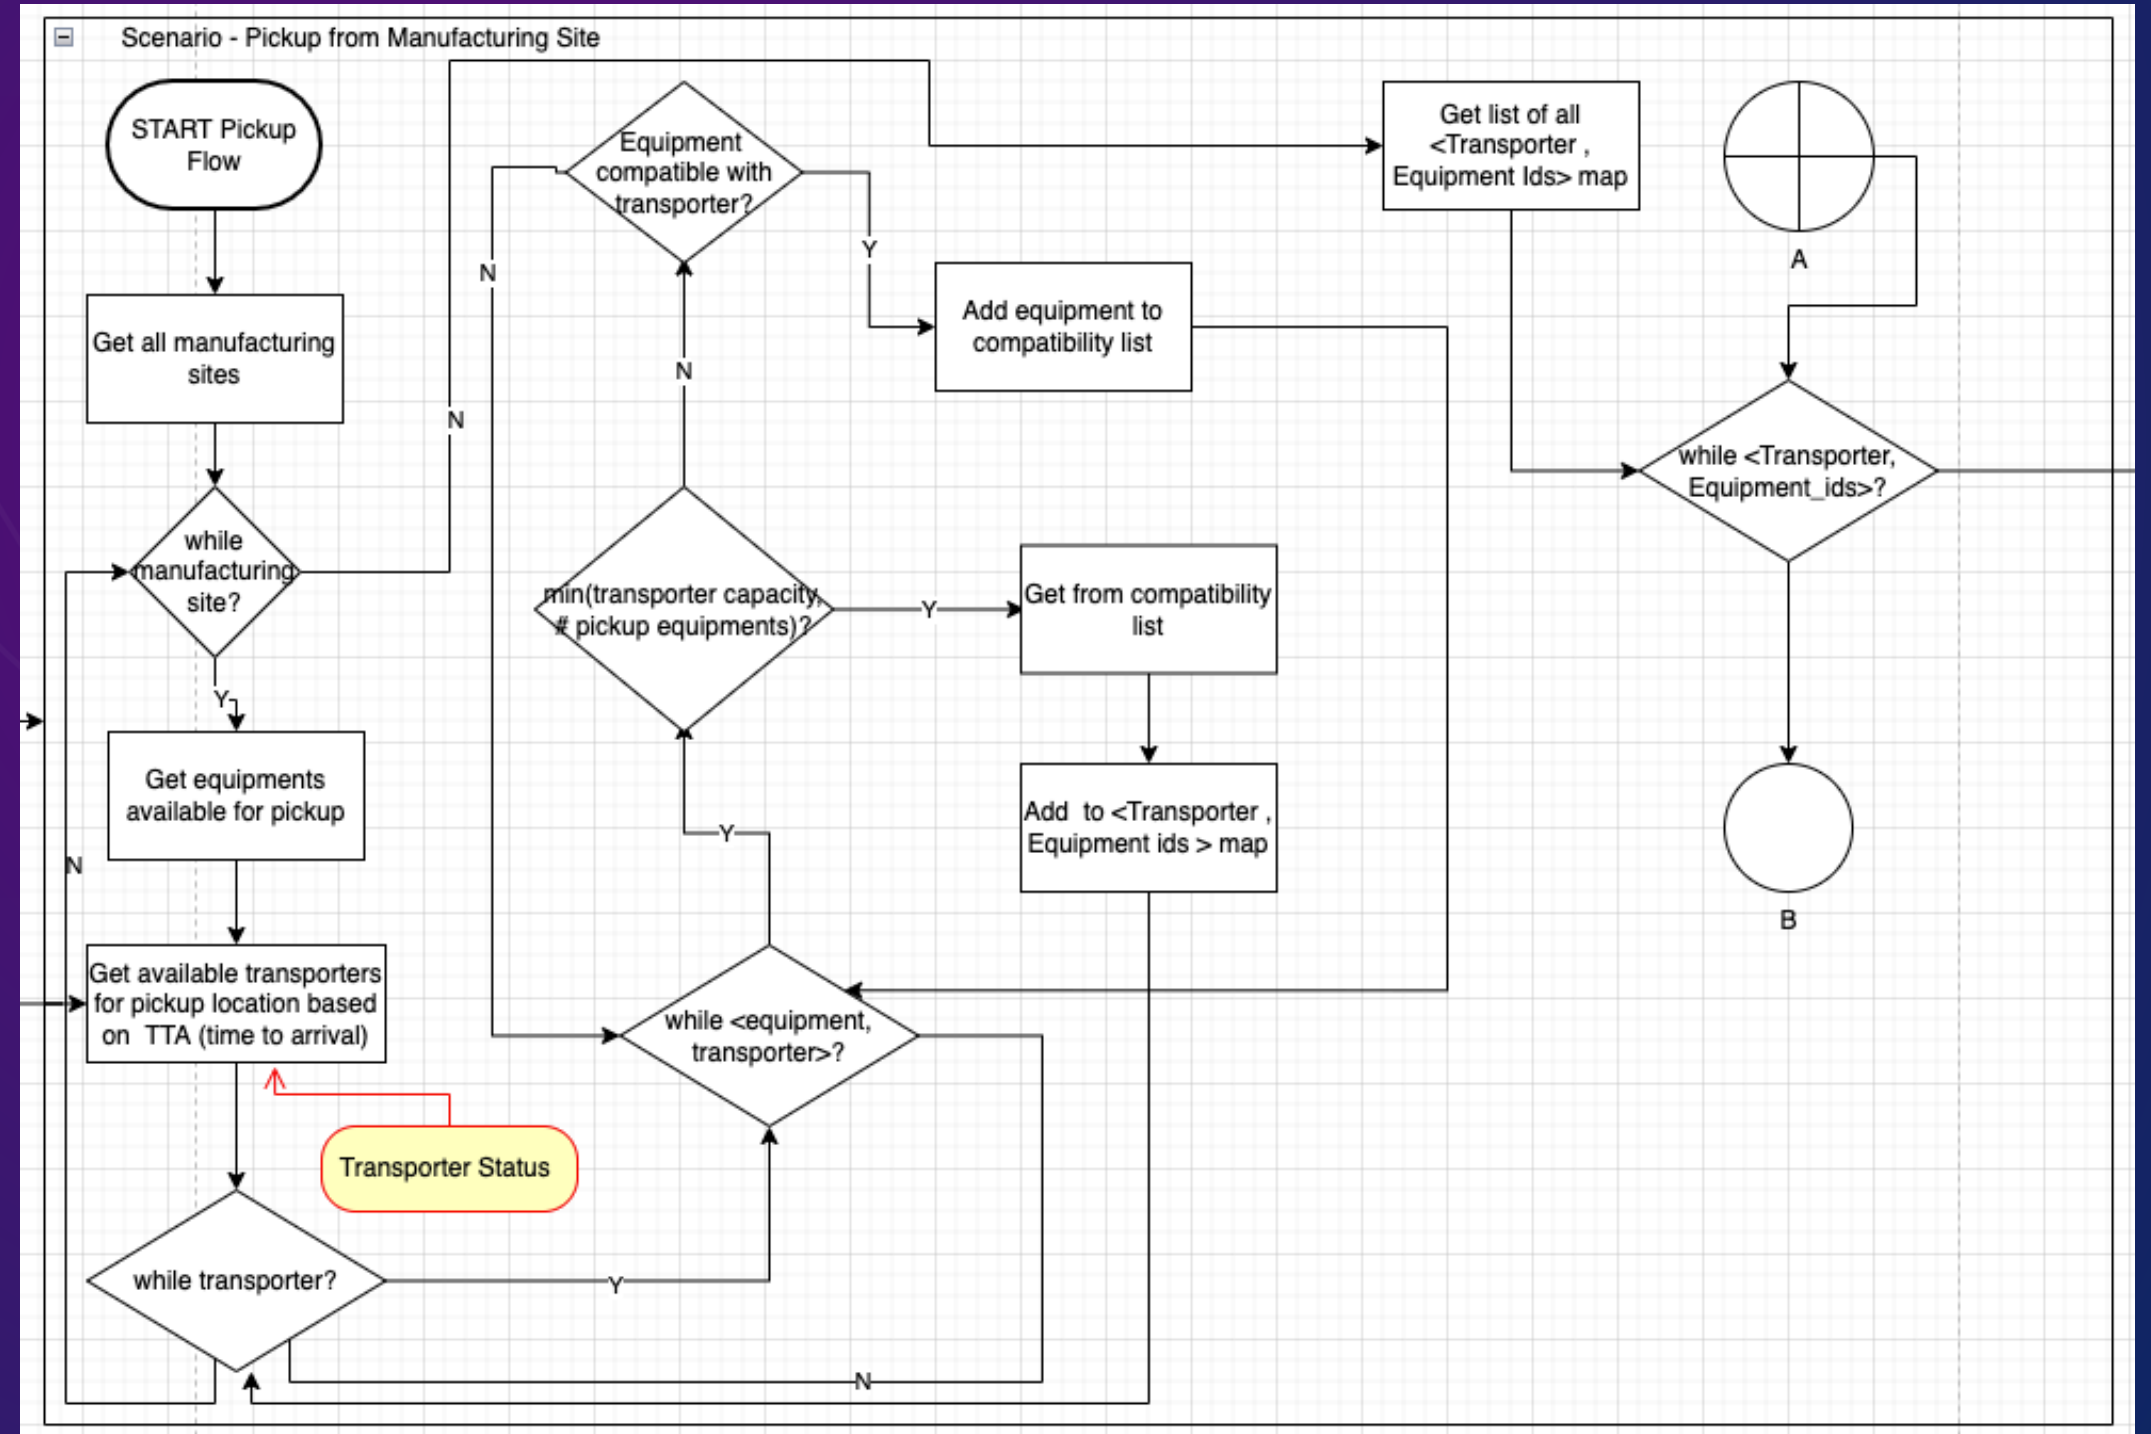 Scenario - Pickup from Manufacturing Site
START Pickup
Flow
Get all manufacturing
sites
while
manufacturing
site?
N
Y
Get equipments
available for pickup
N
Get available transporters
for pickup location based
on TTA (time to arrival)
Transporter Status
while transporter?
Y
N
Equipment
compatible with
transporter?
N
Y
N
Add equipment to
compatibility list
min(transporter capacity,
# pickup equipments)?
Y
Get from compatibility
list
Add to <Transporter ,
Equipment ids > map
Y
while <equipment,
transporter>?
Get list of all
<Transporter ,
Equipment Ids> map
A
while <Transporter,
Equipment_ids>?
B